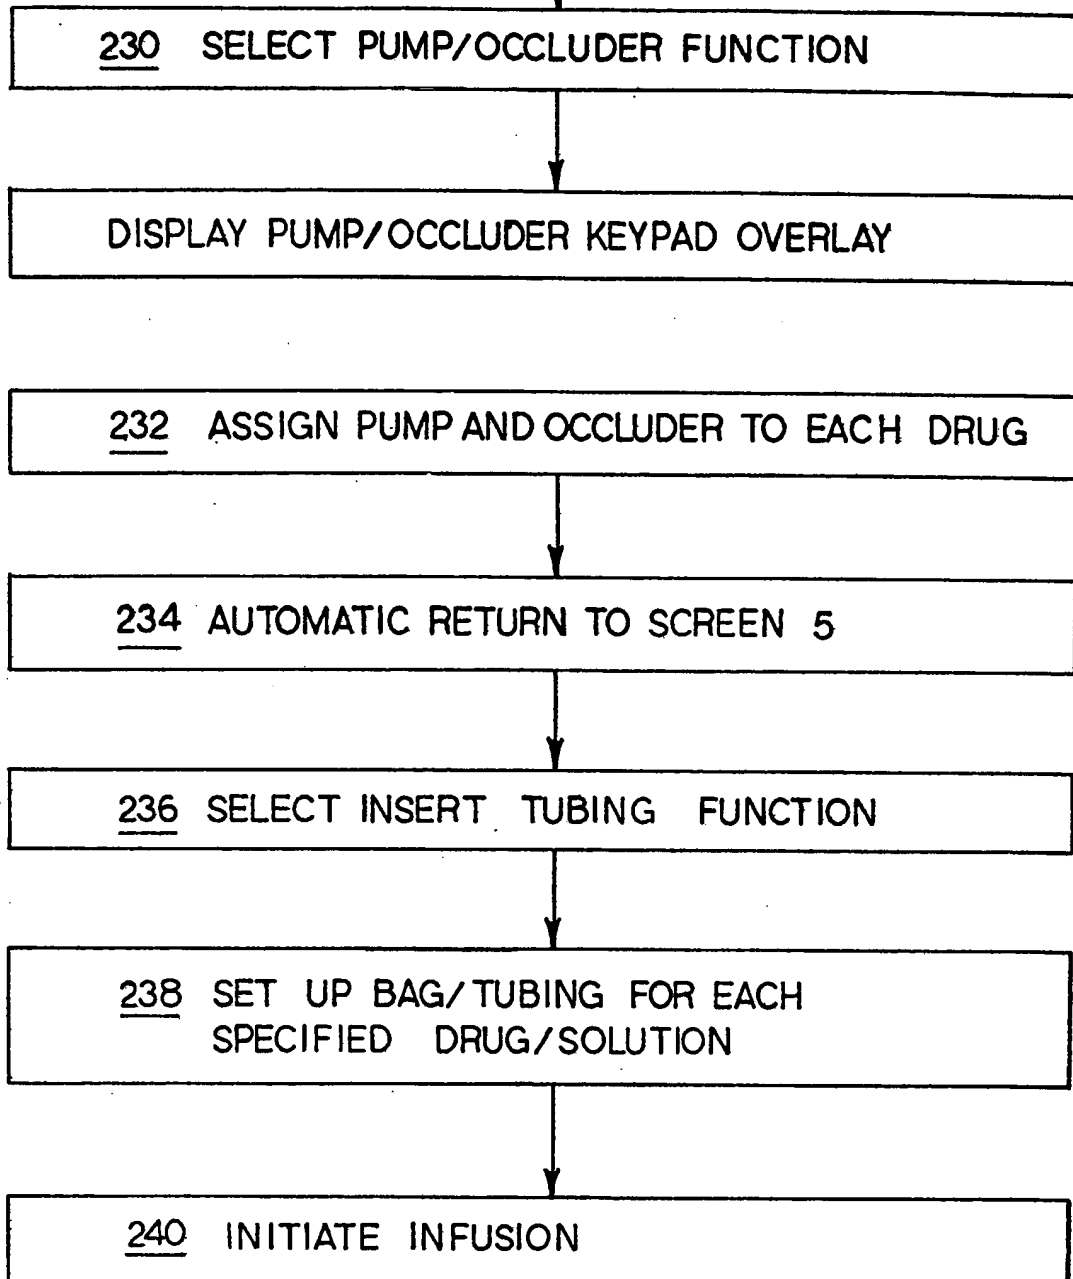 230 SELECT PUMP/OCCLUDER FUNCTION
DISPLAY PUMP/OCCLUDER KEYPAD OVERLAY
232 ASSIGN PUMP AND OCCLUDER TO EACH DRUG
234 AUTOMATIC RETURN TO SCREEN 5
236 SELECT INSERT TUBING FUNCTION
238 SET UP BAG/TUBING FOR EACH
SPECIFIED DRUG/SOLUTION
240 INITIATE INFUSION